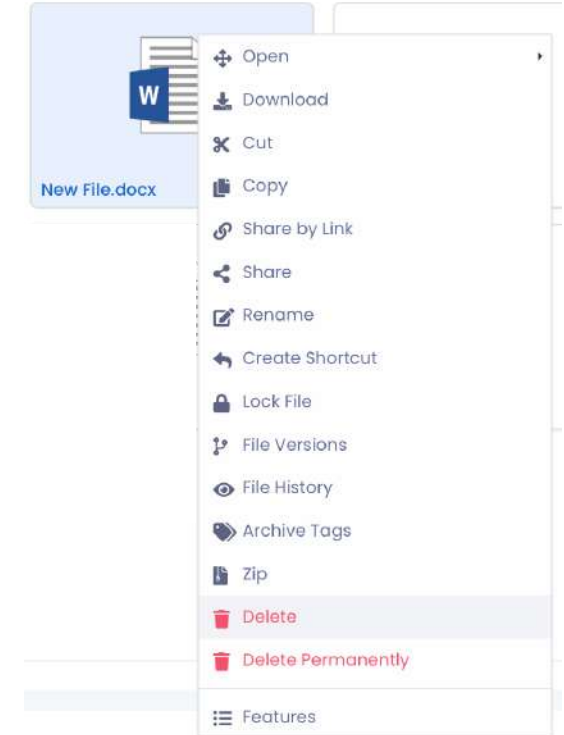 W
New File.docx
Open
Download
Cut
Copy
Share by Link
Share
Rename
Create Shortcut
Lock File
File Versions
File History
Archive Tags
Zip
Delete
Delete Permanently
Features